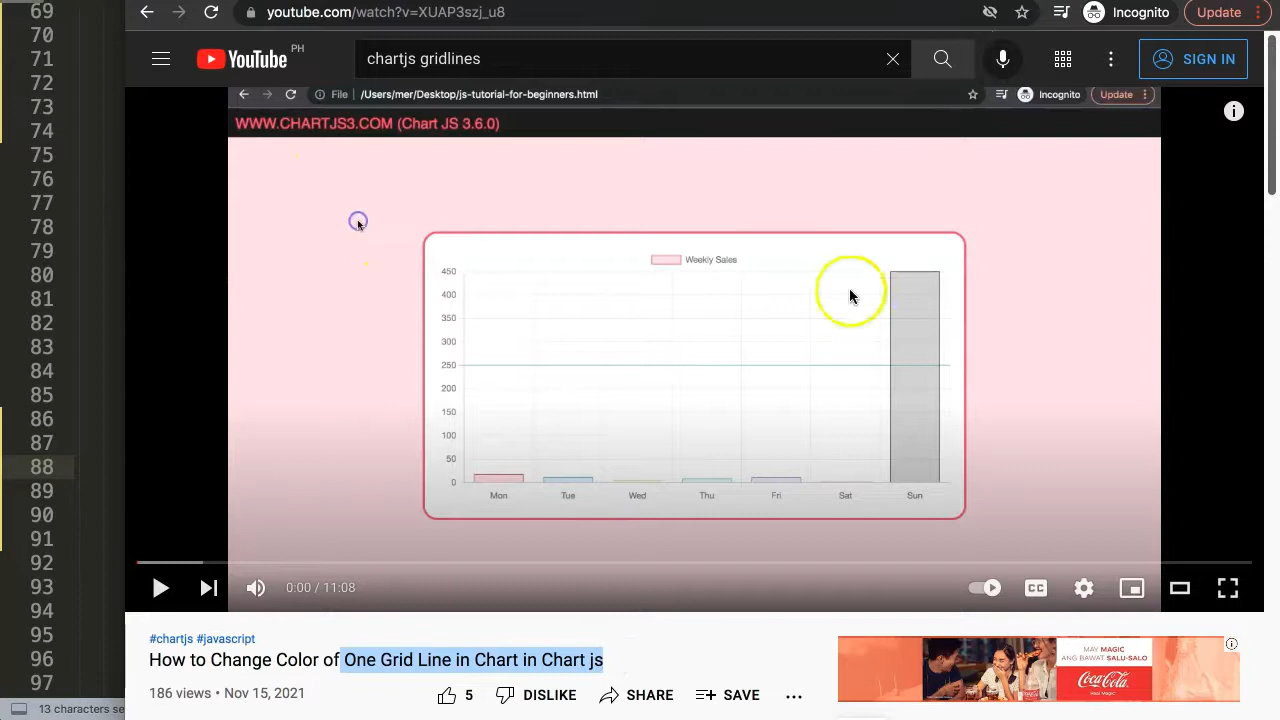 69
70
71
72
73
74
75
76
77
78
79
80
81
82
83
84
85
86
87
88
89
90
91
92
93
94
95
96
97
13 characters se
youtube.com/watch?v=XUAP3szj_u8
Incognito
Update
YouTube PH
chartjs gridlines
SIGN IN
File /Users/mer/Desktop/js-tutorial-for-beginners.html
Incognito
Update
WWW.CHARTJS3.COM (Chart JS 3.6.0)
Weekly Sales
450
400
350
300
250
200
150
100
50
0
Mon Tue Wed Thu Fri Sat Sun
0:00 / 11:08
CC
#chartjs #javascript
How to Change Color of One Grid Line in Chart in Chart js
186 views • Nov 15, 2021
5 DISLIKE SHARE SAVE
MAY MAGIC
ANG BAWAT SALU-SALO
Coca-Cola
Real Magic